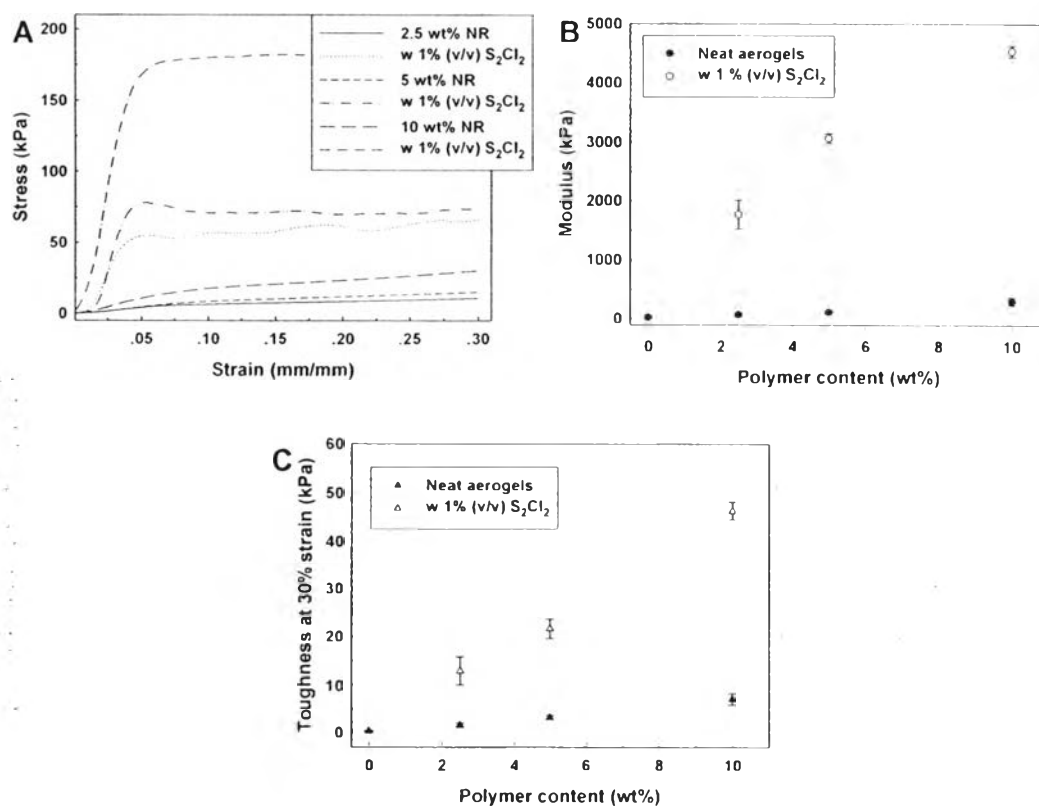 A
Stress (kPa)
200
150
100
50
0
.05 .10 .15 .20 .25 .30
Strain (mm/mm)
2.5 wt% NR
w 1% (v/v) S₂Cl₂
5 wt% NR
w 1% (v/v) S₂Cl₂
10 wt% NR
w 1% (v/v) S₂Cl₂
B
Modulus (kPa)
5000
4000
3000
2000
1000
0
0 2 4 6 8 10
Polymer content (wt%)
Neat aerogels
w 1 % (v/v) S₂Cl₂
C
Toughness at 30% strain (kPa)
60
50
40
30
20
10
0
0 2 4 6 8 10
Polymer content (wt%)
Neat aerogels
w 1% (v/v) S₂Cl₂